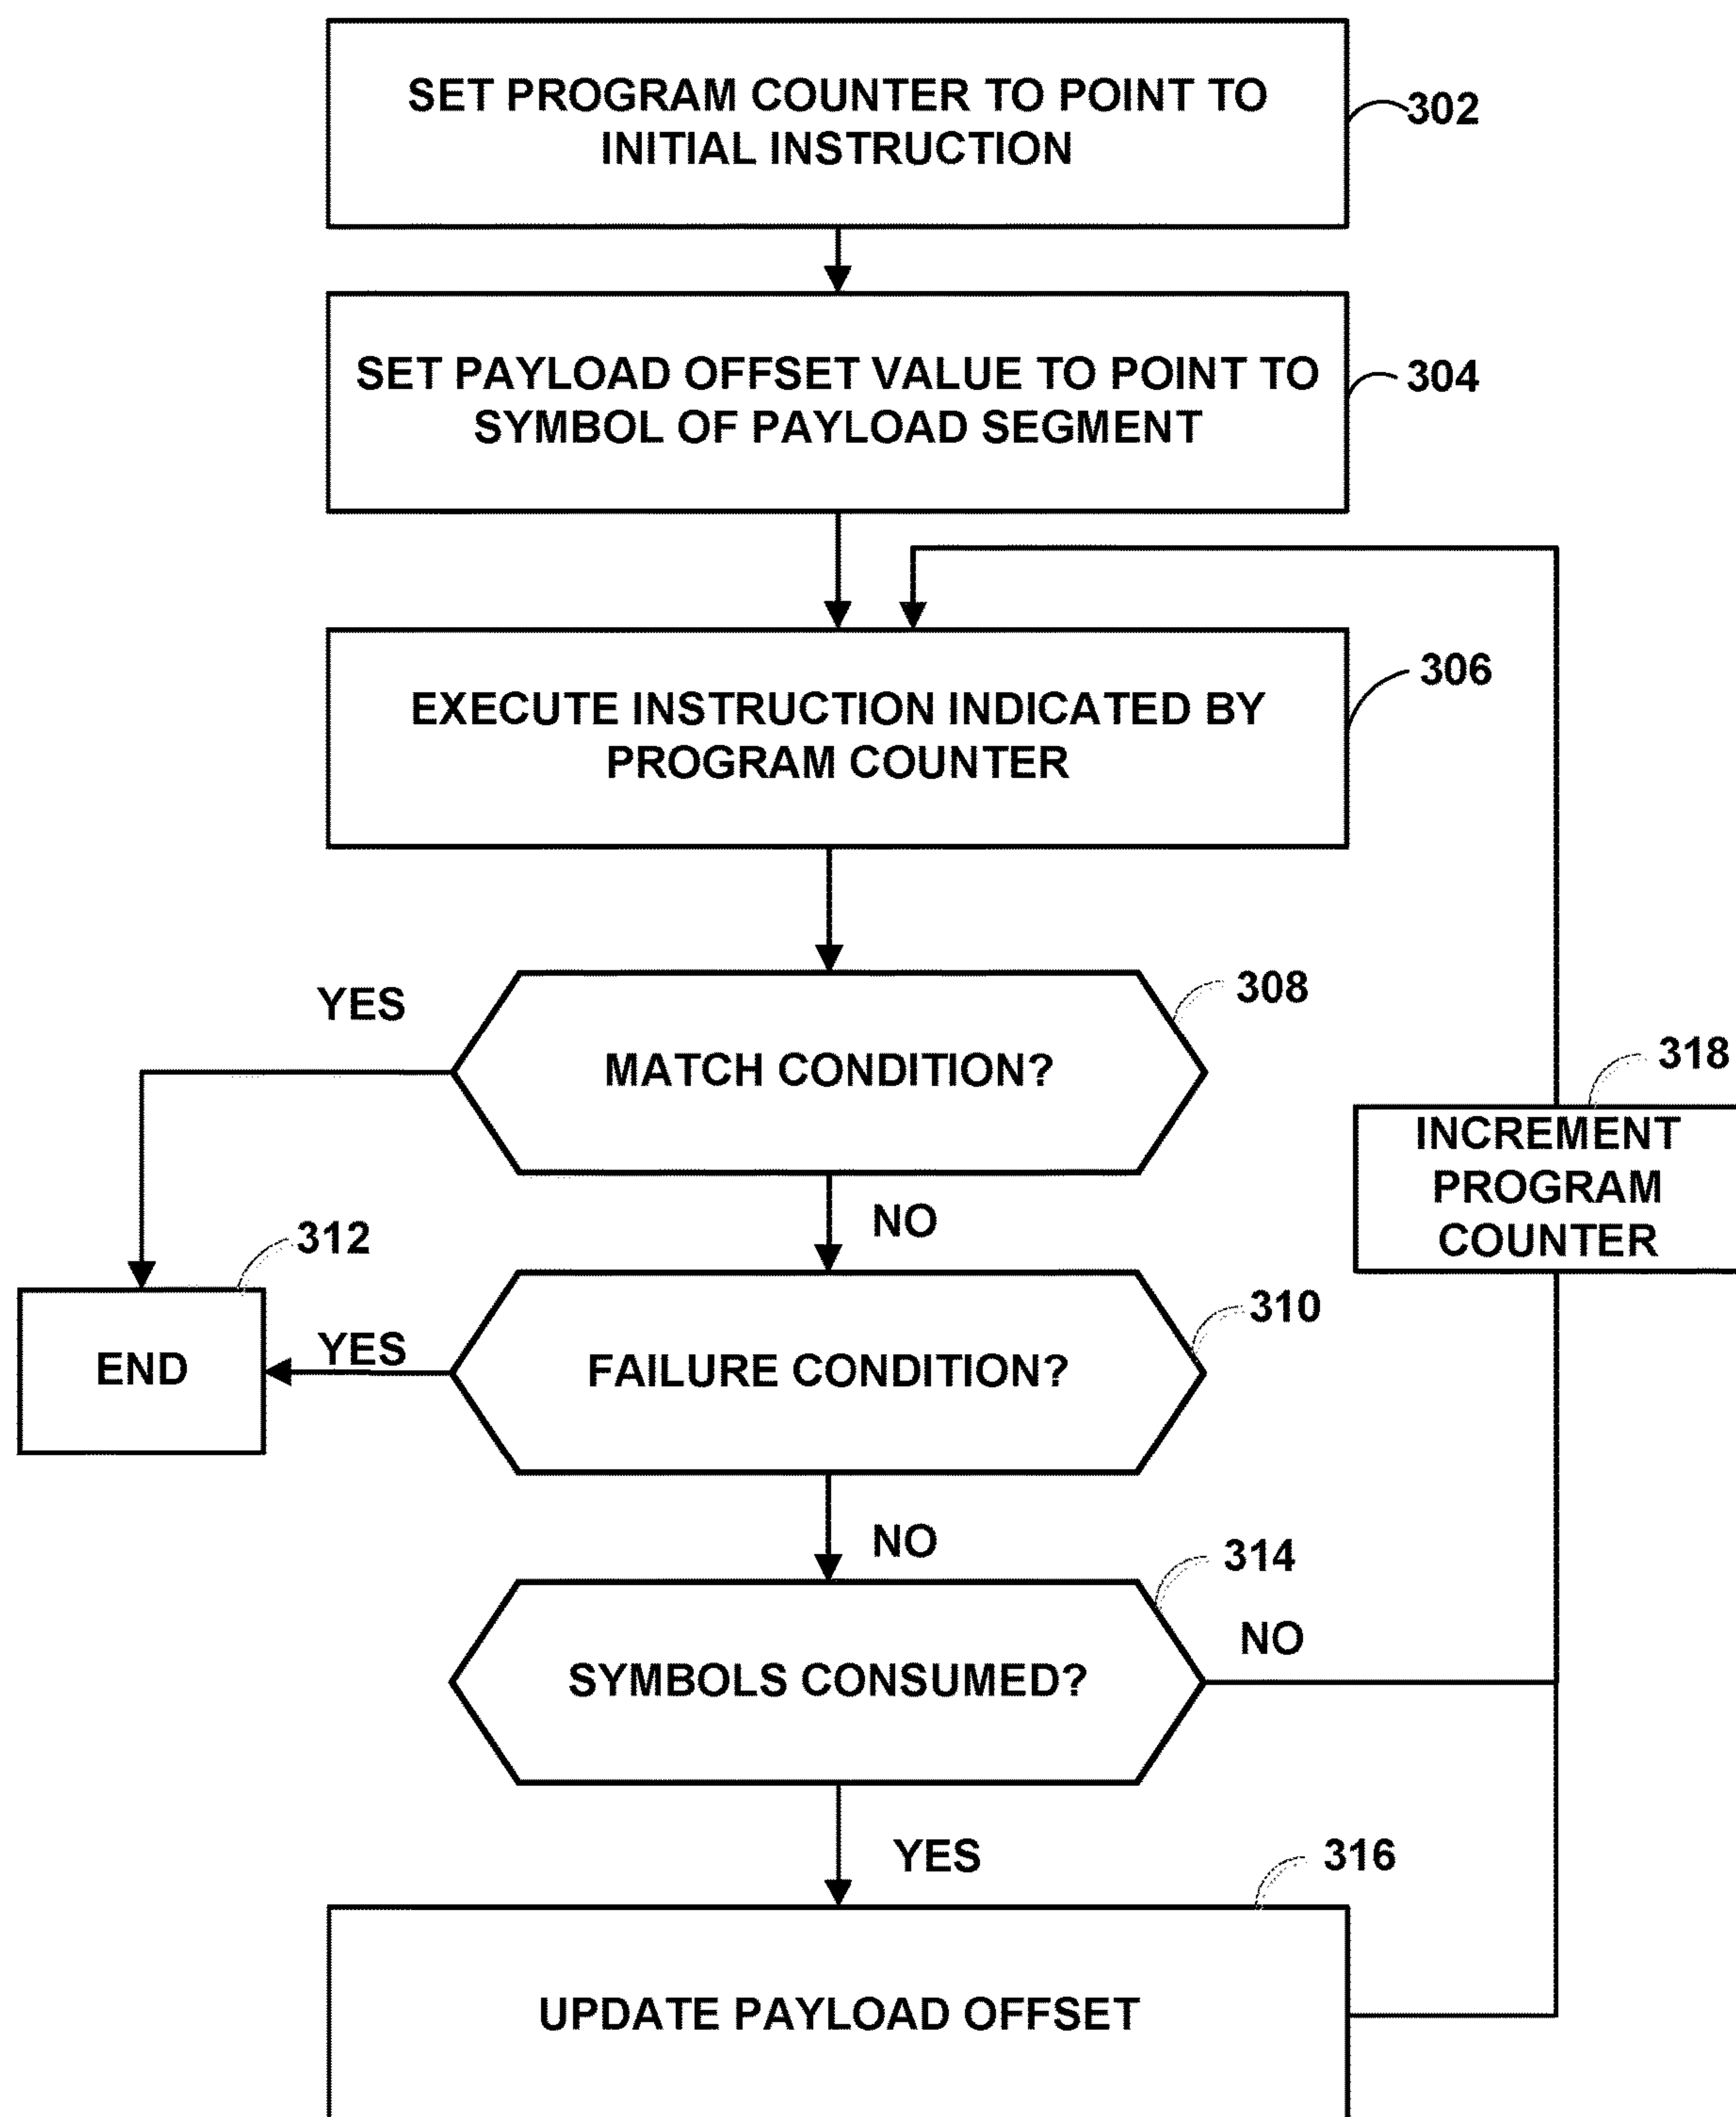 SET PROGRAM COUNTER TO POINT TO
INITIAL INSTRUCTION
302
SET PAYLOAD OFFSET VALUE TO POINT TO
SYMBOL OF PAYLOAD SEGMENT
304
EXECUTE INSTRUCTION INDICATED BY
PROGRAM COUNTER
306
YES
308
MATCH CONDITION?
318
INCREMENT
PROGRAM
COUNTER
NO
312
END
YES
310
FAILURE CONDITION?
NO
314
NO
SYMBOLS CONSUMED?
YES
316
UPDATE PAYLOAD OFFSET